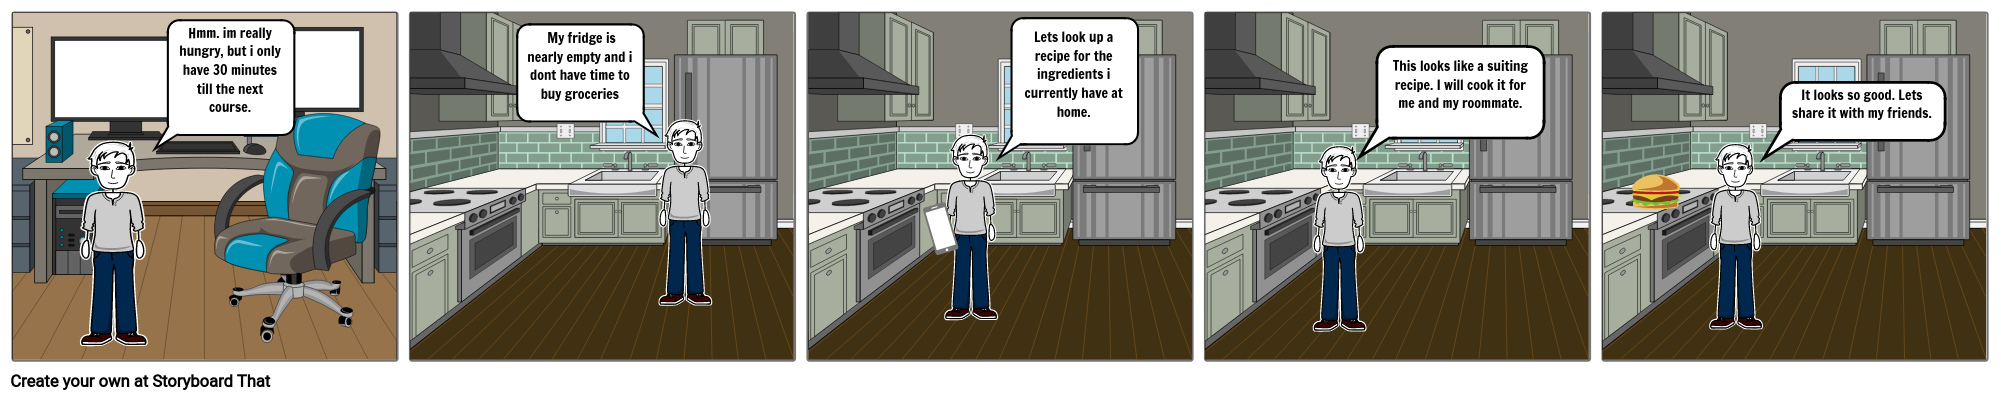 Hmm. im really
hungry, but i only
have 30 minutes
till the next
course.
My fridge is
nearly empty and i
dont have time to
buy groceries
Lets look up a
recipe for the
ingredients i
currently have at
home.
This looks like a suiting
recipe. I will cook it for
me and my roommate.
It looks so good. Lets
share it with my friends.
Create your own at Storyboard That